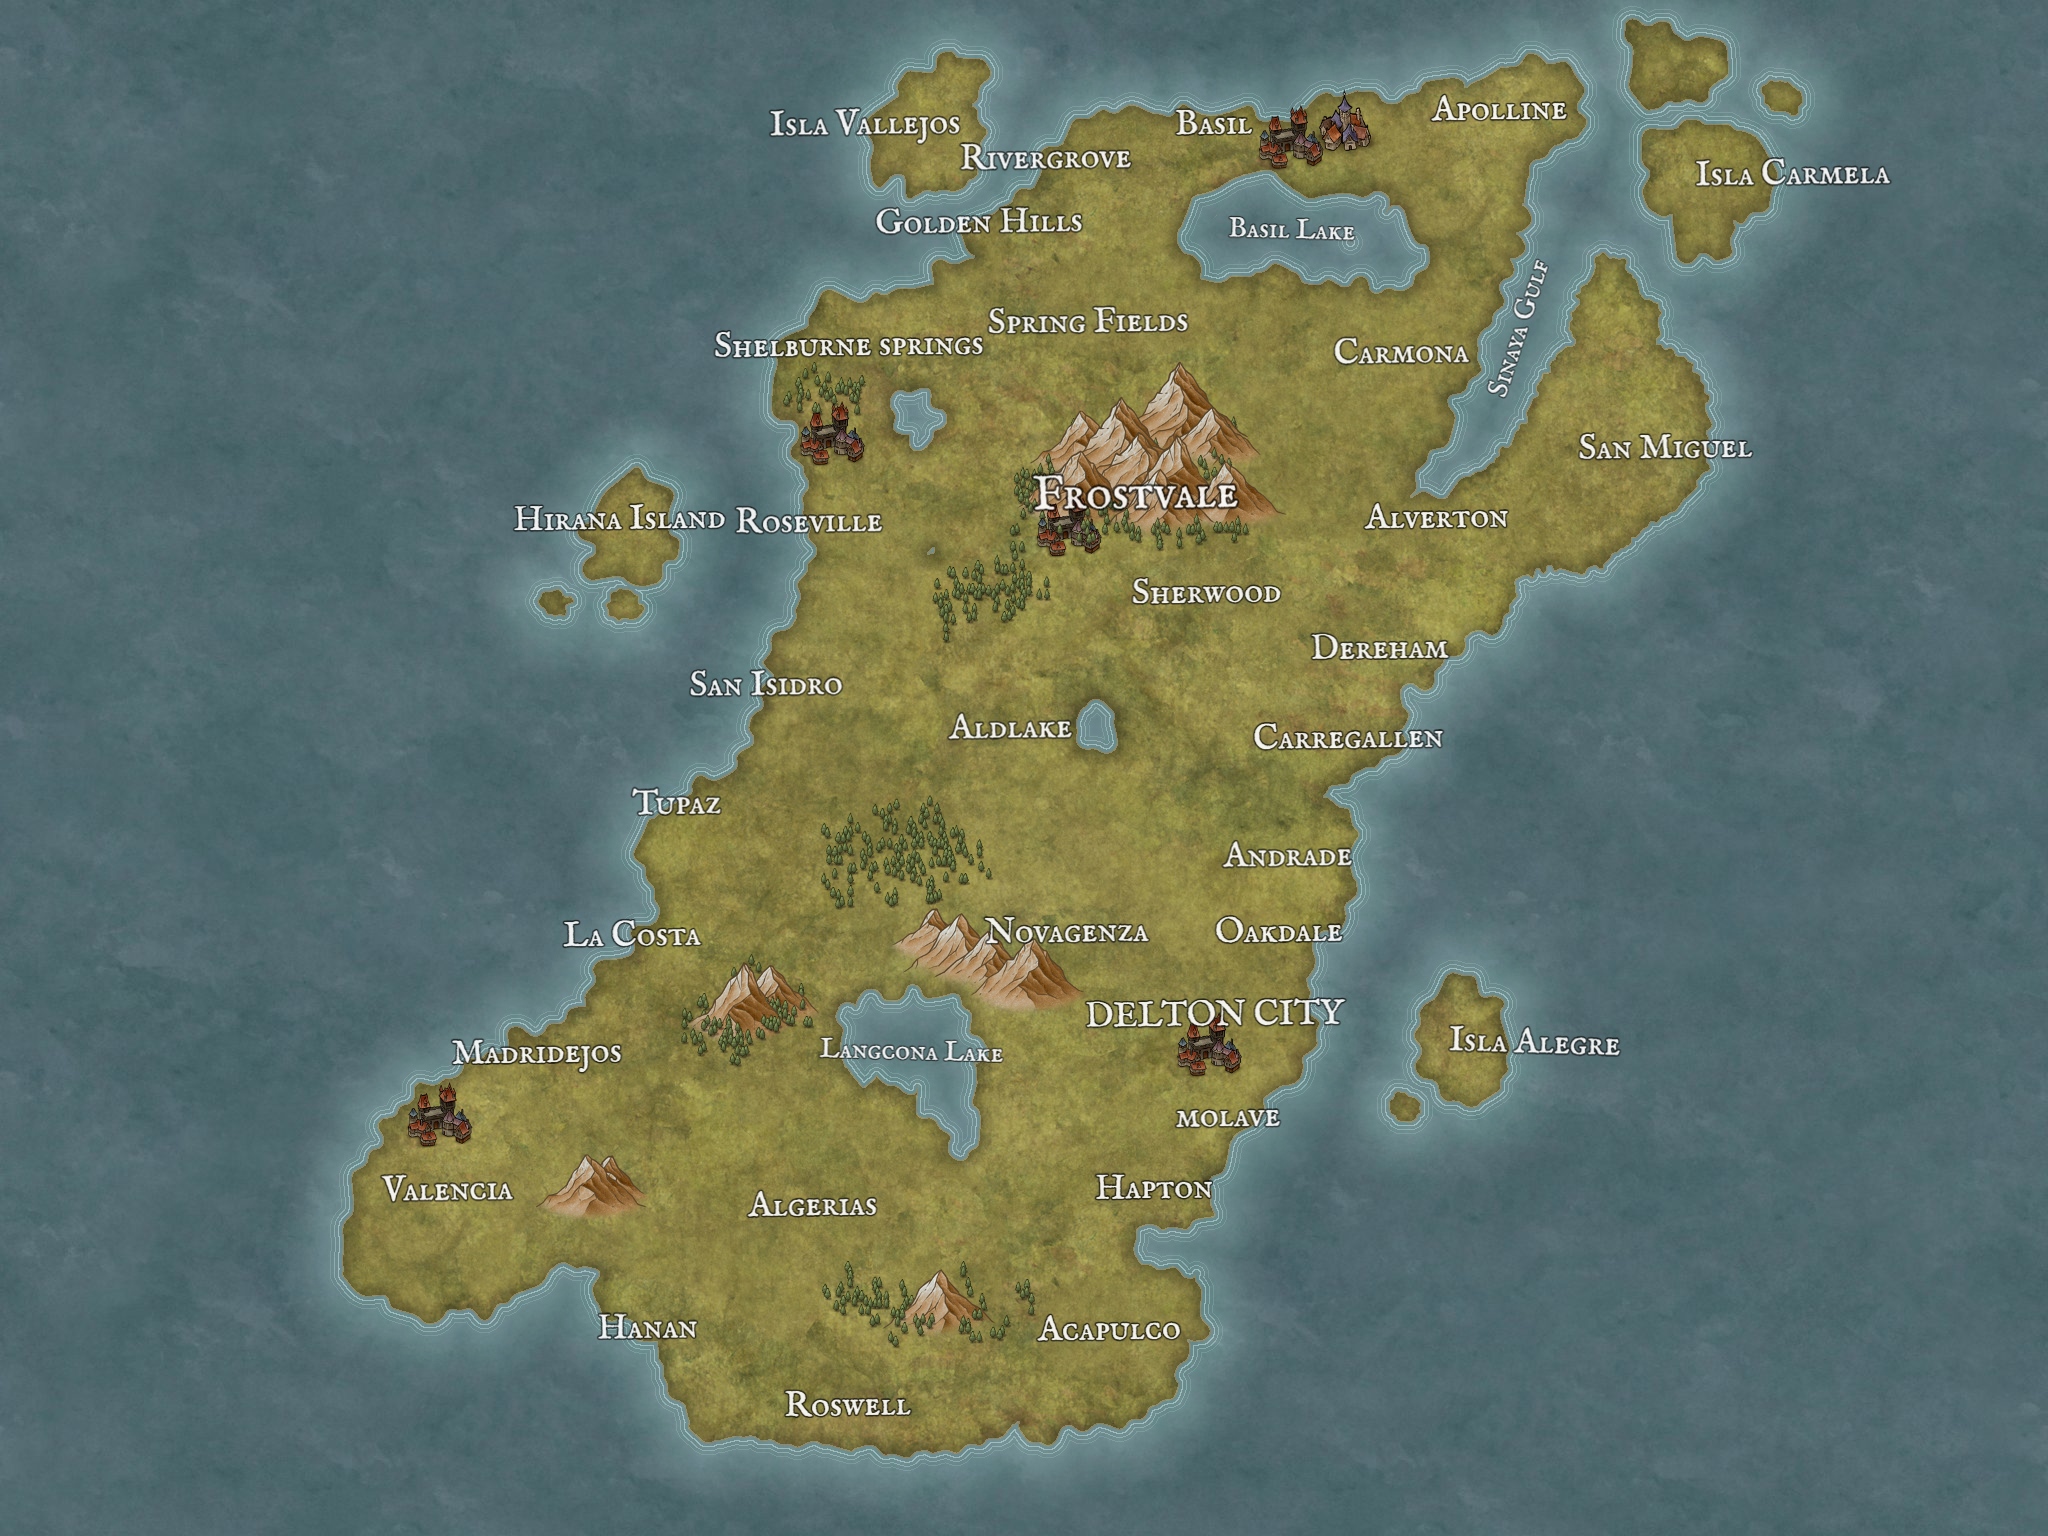 Isla Vallejos
Basil
Apolline
Rivergrove
Isla Carmela
Golden Hills
Basil Lake
Sinaya Gulf
Spring Fields
Shelburne springs
Carmona
San Miguel
Frostvale
Hirana Island
Roseville
Alverton
Sherwood
Dereham
San Isidro
Aldlake
Carregallen
Tupaz
Andrade
La Costa
Novagenza
Oakdale
DELTON CITY
Isla Alegre
Madridejos
Langcona Lake
molave
Valencia
Hapton
Algerias
Hanan
Acapulco
Roswell